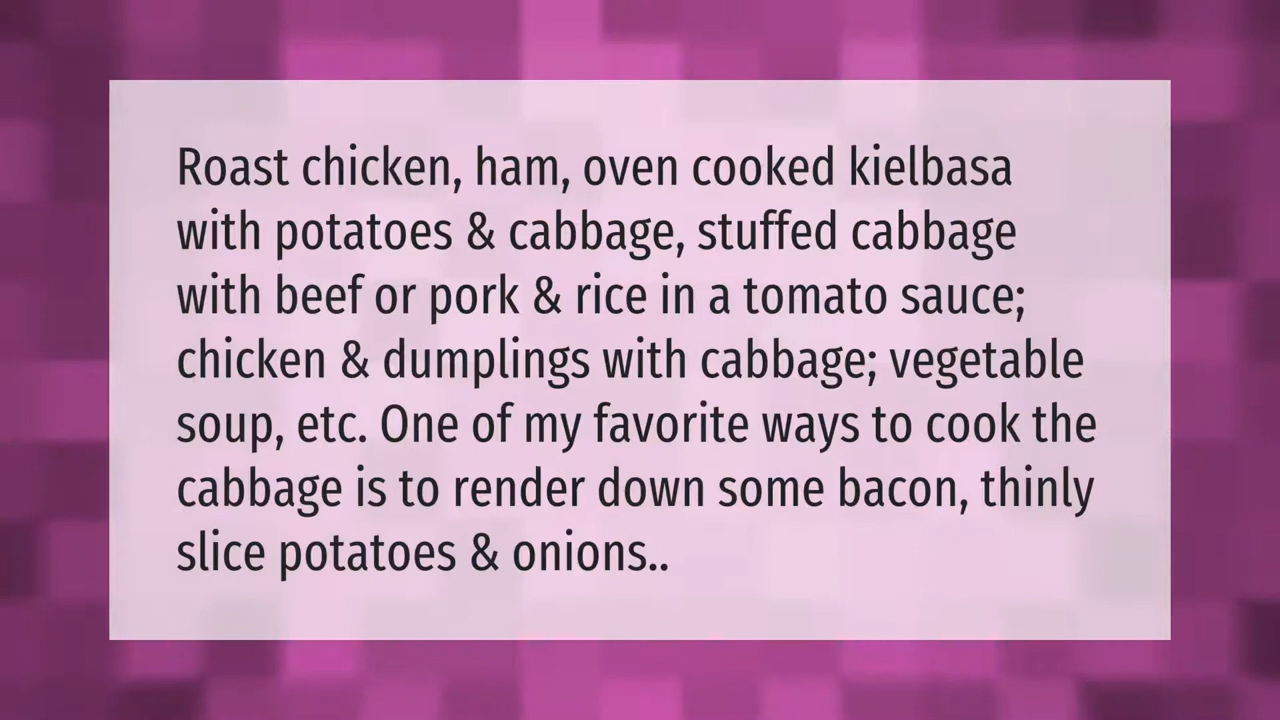 Roast chicken, ham, oven cooked kielbasa
with potatoes & cabbage, stuffed cabbage
with beef or pork & rice in a tomato sauce;
chicken & dumplings with cabbage; vegetable
soup, etc. One of my favorite ways to cook the
cabbage is to render down some bacon, thinly
slice potatoes & onions..